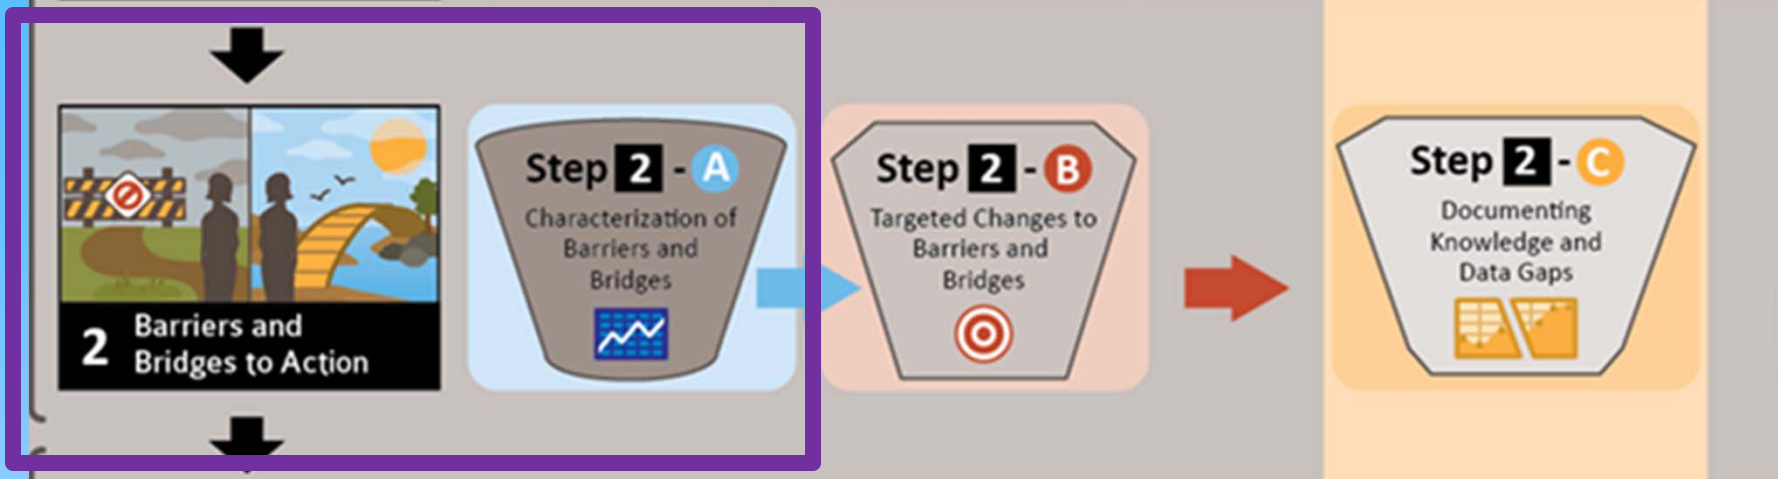 2 Barriers and
Bridges to Action
Step 2 - A
Characterization of
Barriers and
Bridges
Step 2 - B
Targeted Changes to
Barriers and
Bridges
Step 2 - C
Documenting
Knowledge and
Data Gaps